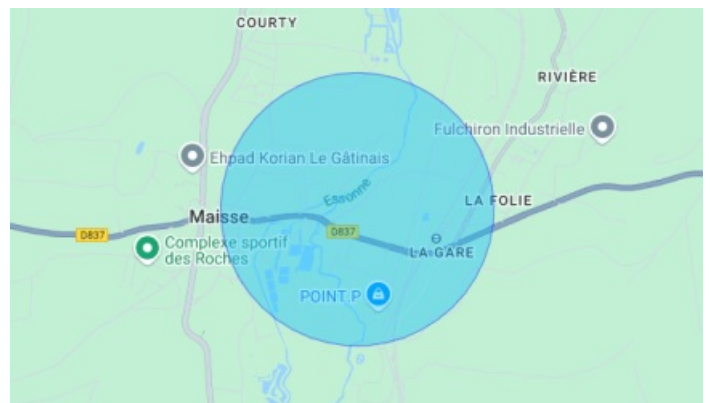 COURTY
RIVIÈRE
Fulchiron Industrielle
Ehpad Korian Le Gâtinais
Essonne
LA FOLIE
Maisse
D837
D837
Complexe sportif
des Roches
LA GARE
POINT.P